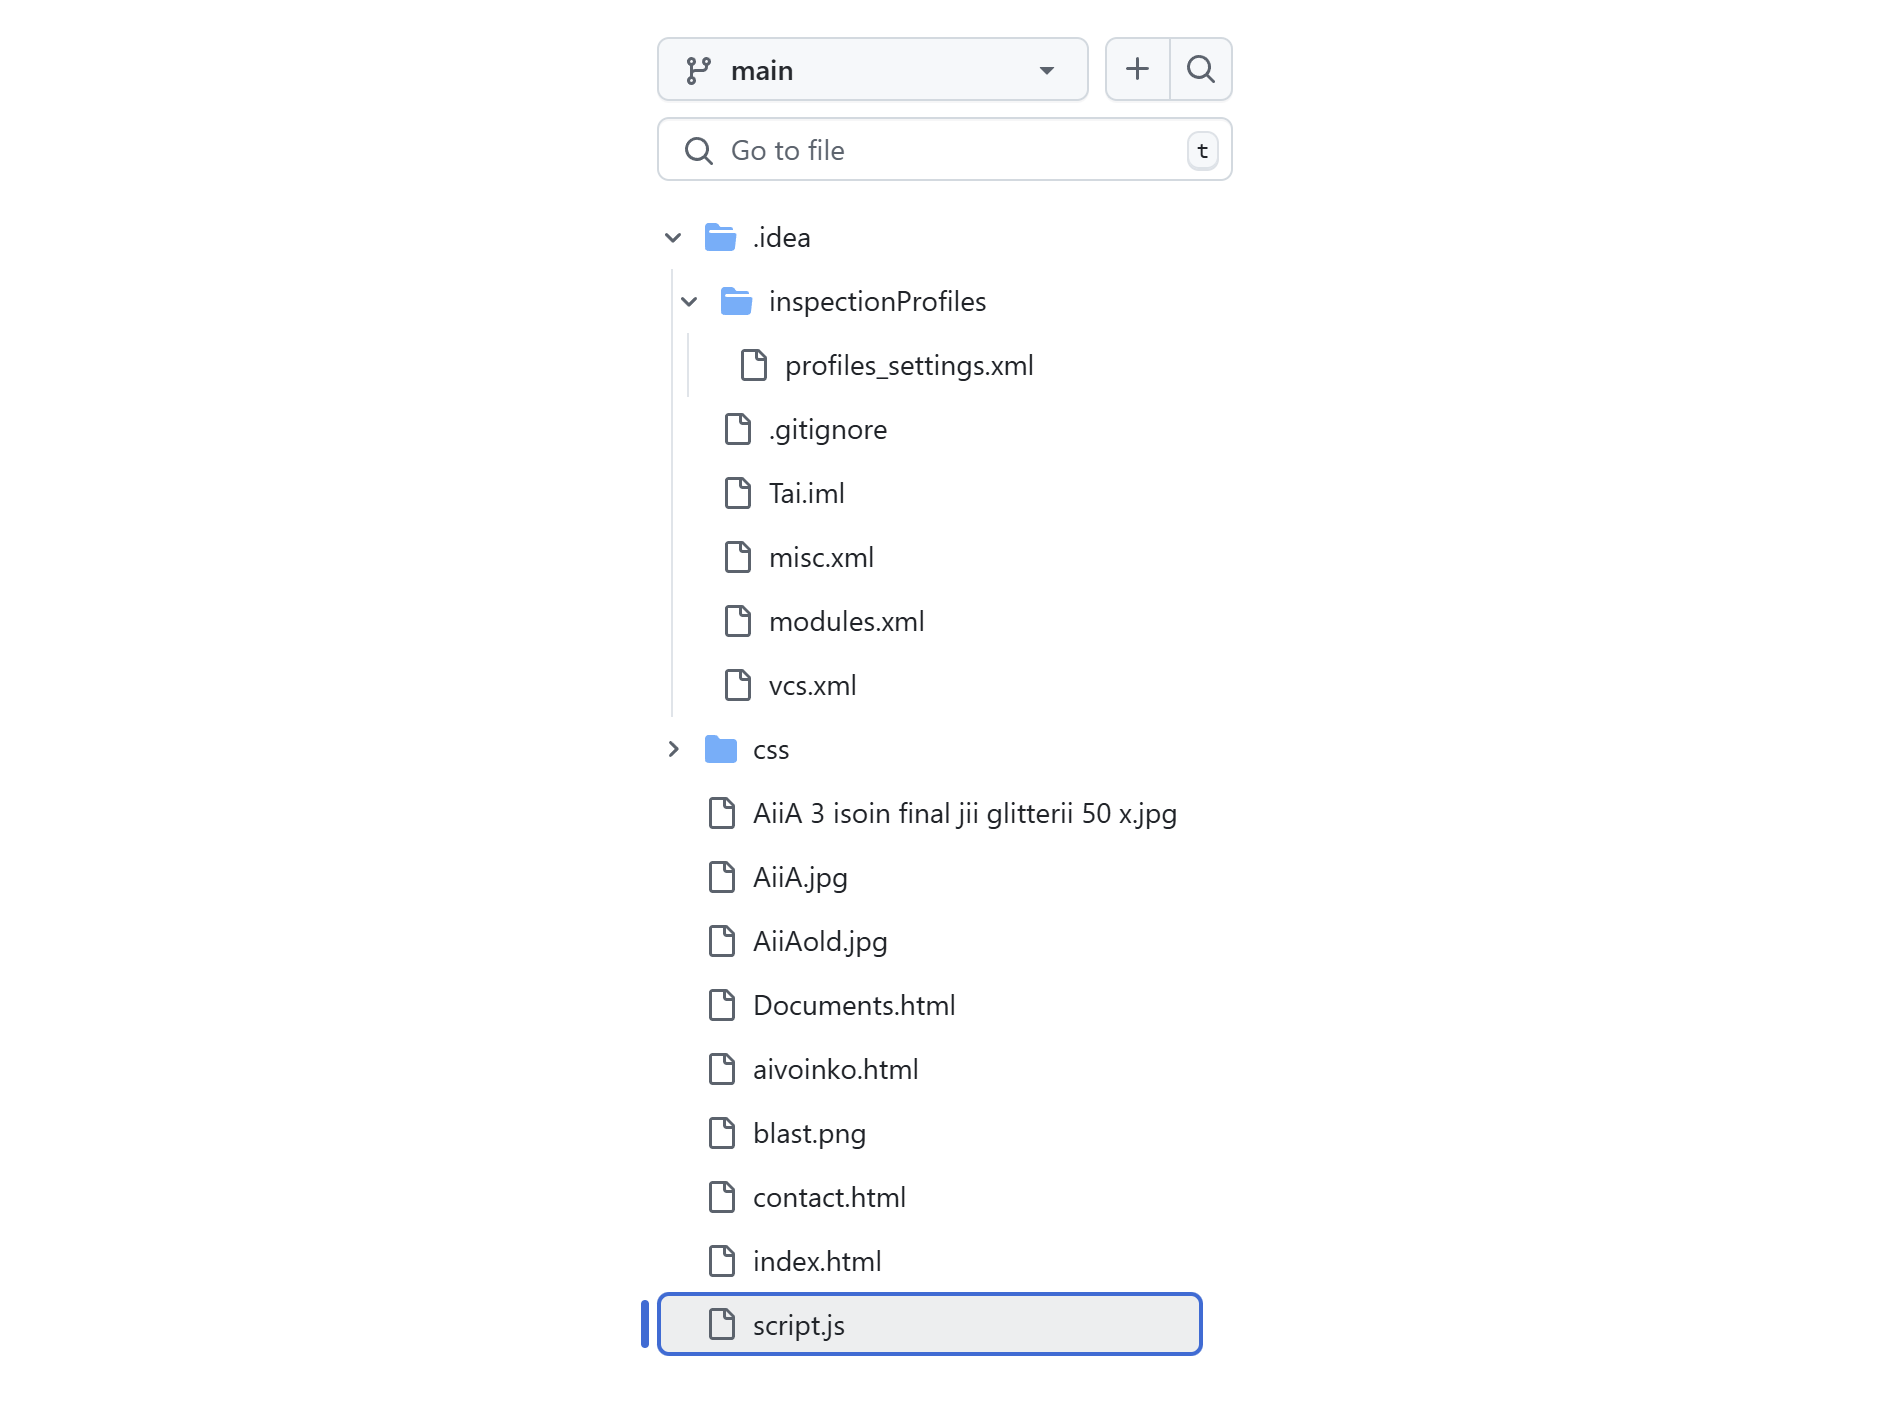 main
Go to file t
.idea
inspectionProfiles
profiles_settings.xml
.gitignore
Tai.iml
misc.xml
modules.xml
vcs.xml
css
AiiA 3 isoin final jii glitterii 50 x.jpg
AiiA.jpg
AiiAold.jpg
Documents.html
aivoinko.html
blast.png
contact.html
index.html
script.js